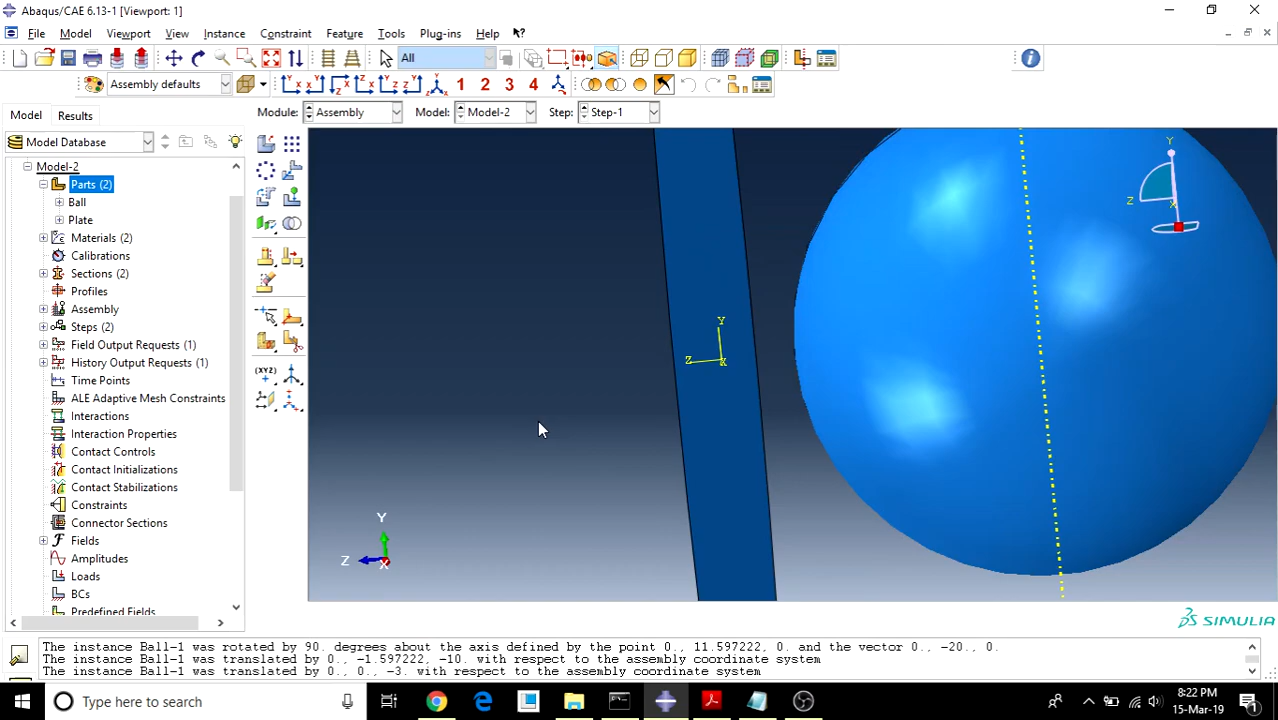 Abaqus/CAE 6.13-1 [Viewport: 1]
File Model Viewport View Instance Constraint Feature Tools Plug-ins Help
All
Assembly defaults
1 2 3 4
Model Results
Module: Assembly Model: Model-2 Step: Step-1
Model Database
Model-2
Parts (2)
Ball
Plate
Materials (2)
Calibrations
Sections (2)
Profiles
Assembly
Steps (2)
Field Output Requests (1)
History Output Requests (1)
Time Points
ALE Adaptive Mesh Constraints
Interactions
Interaction Properties
Contact Controls
Contact Initializations
Contact Stabilizations
Constraints
Connector Sections
Fields
Amplitudes
Loads
BCs
Predefined Fields
(XYZ)
Y
Z
X
Y
Z
X
Y
Z
X
SIMULIA
The instance Ball-1 was rotated by 90. degrees about the axis defined by the point 0., 11.597222, 0. and the vector 0., -20., 0.
The instance Ball-1 was translated by 0., -1.597222, -10. with respect to the assembly coordinate system
The instance Ball-1 was translated by 0., 0., -3. with respect to the assembly coordinate system
Type here to search
8:22 PM
15-Mar-19
1